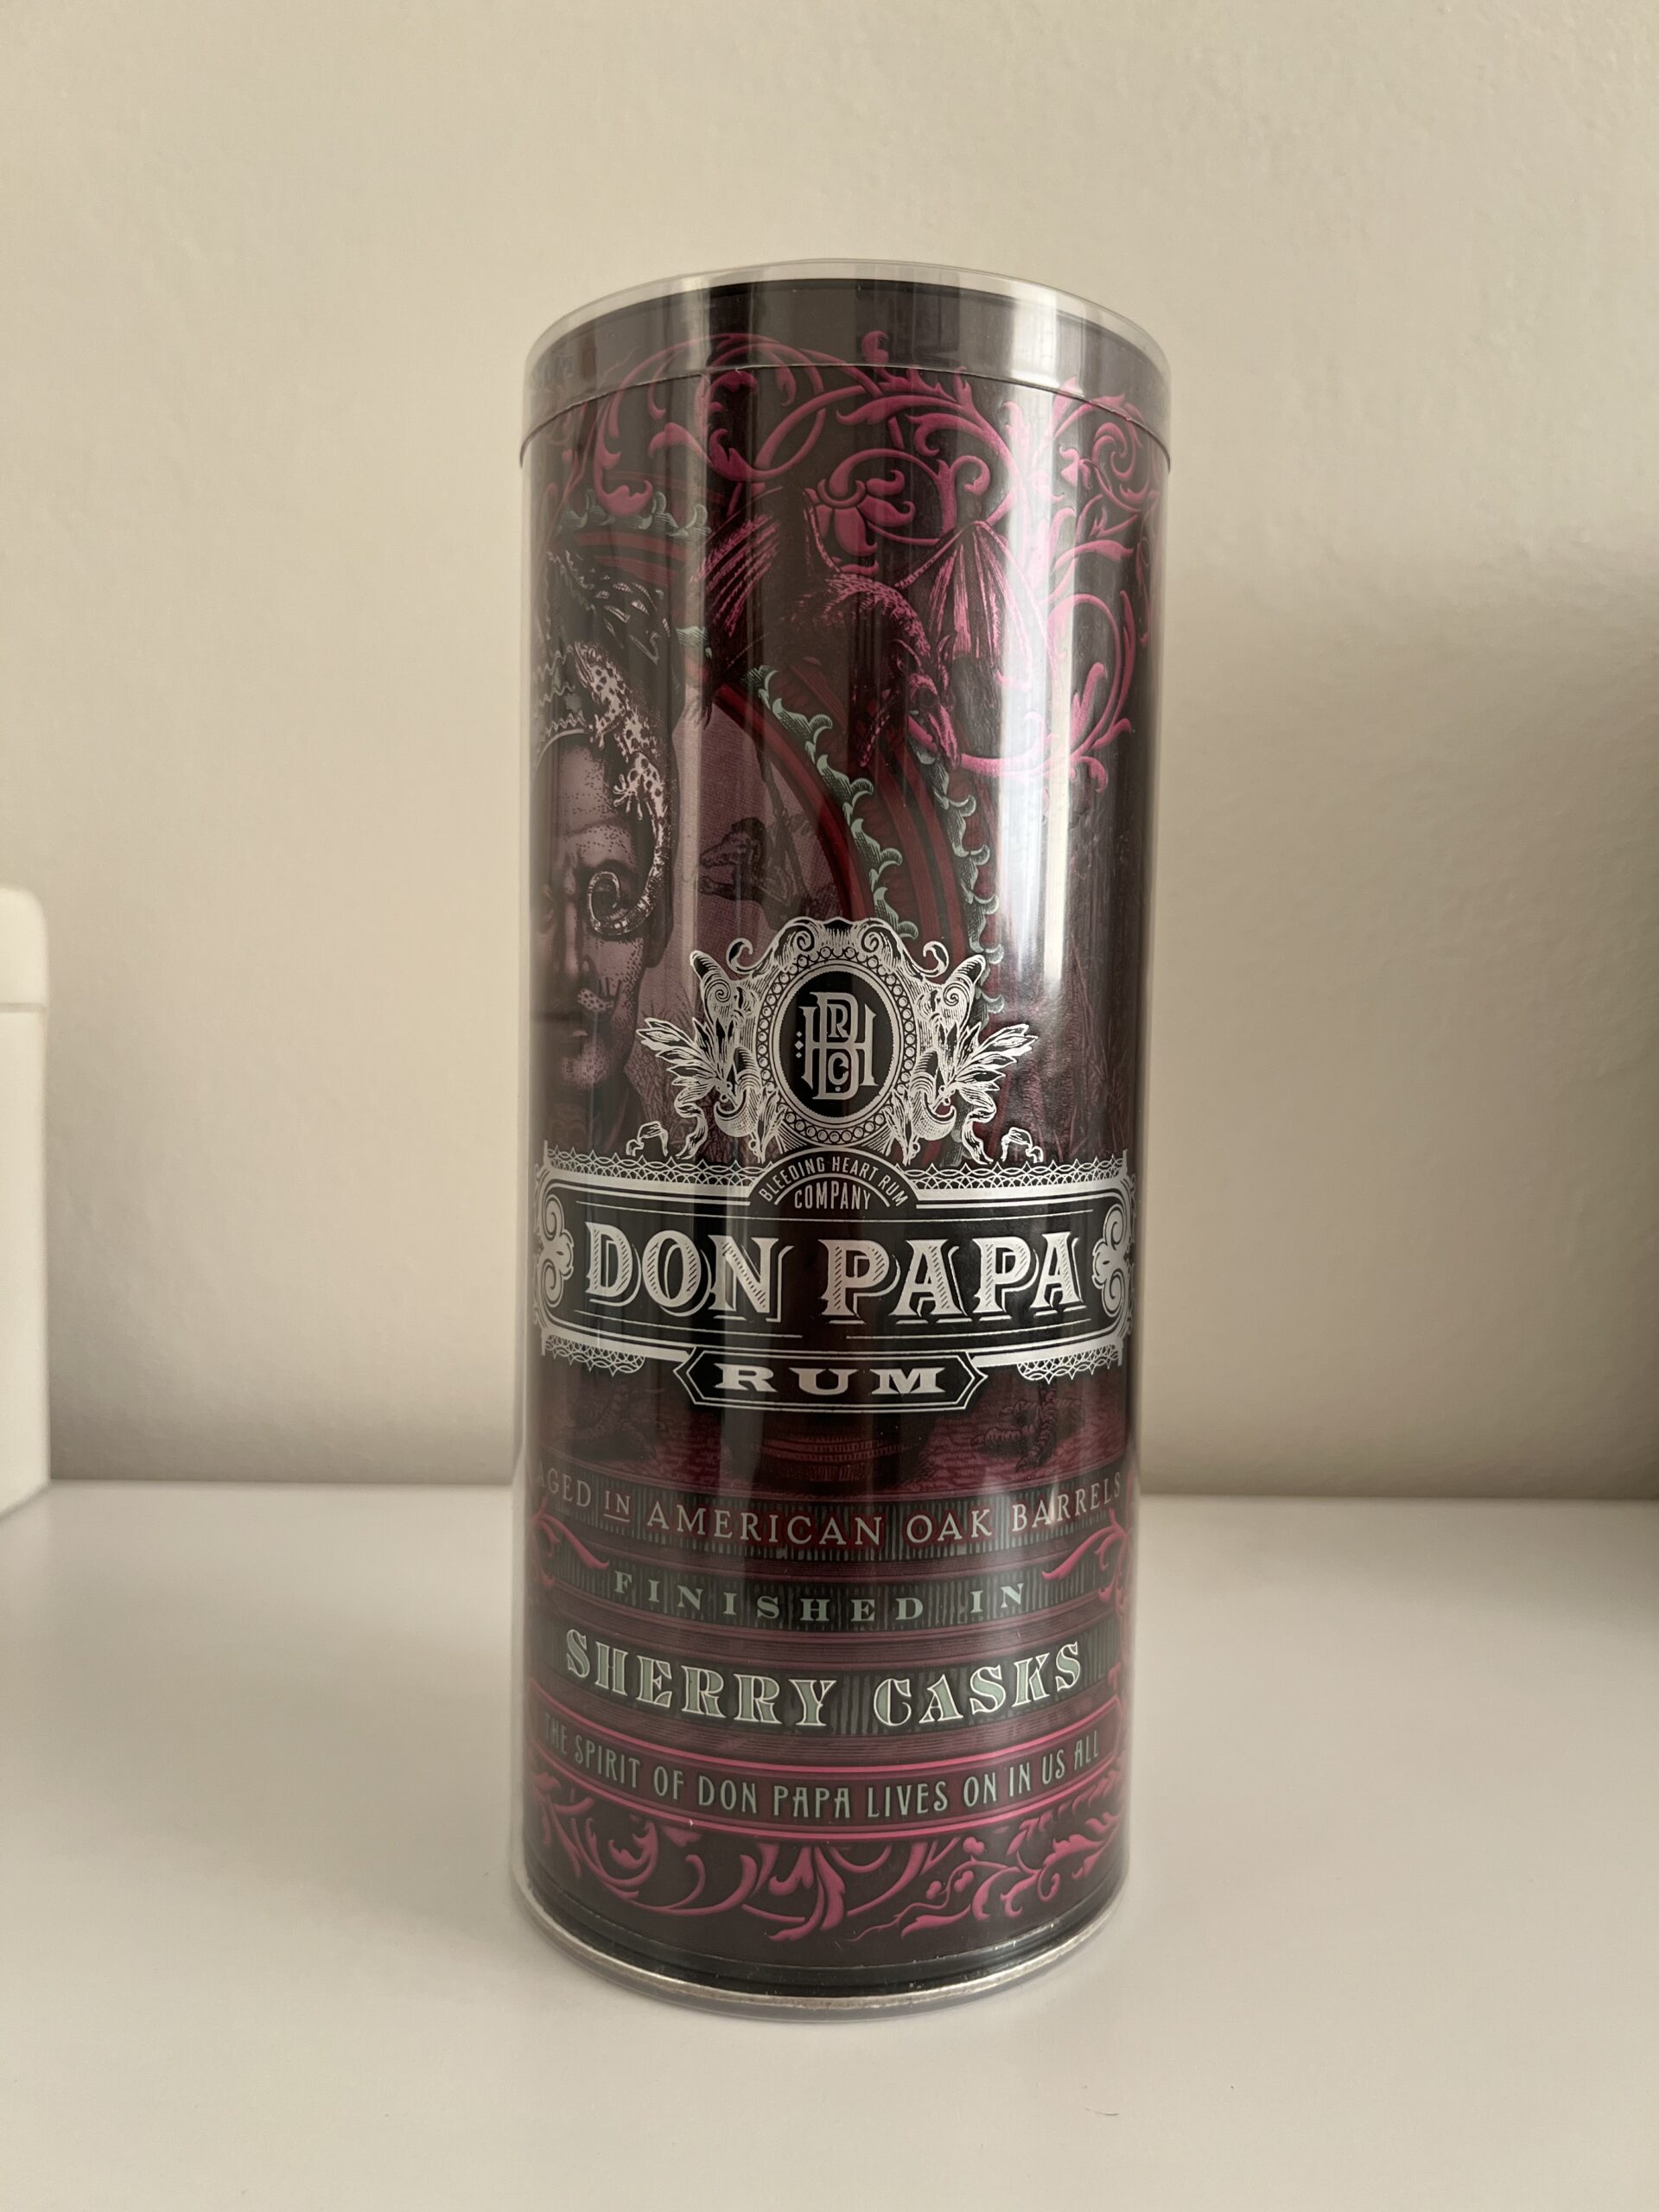 BHRC
BLEEDING HEART RUM
COMPANY
DON PAPA
RUM
AGED IN AMERICAN OAK BARRELS
FINISHED IN
SHERRY CASKS
THE SPIRIT OF DON PAPA LIVES ON IN US ALL